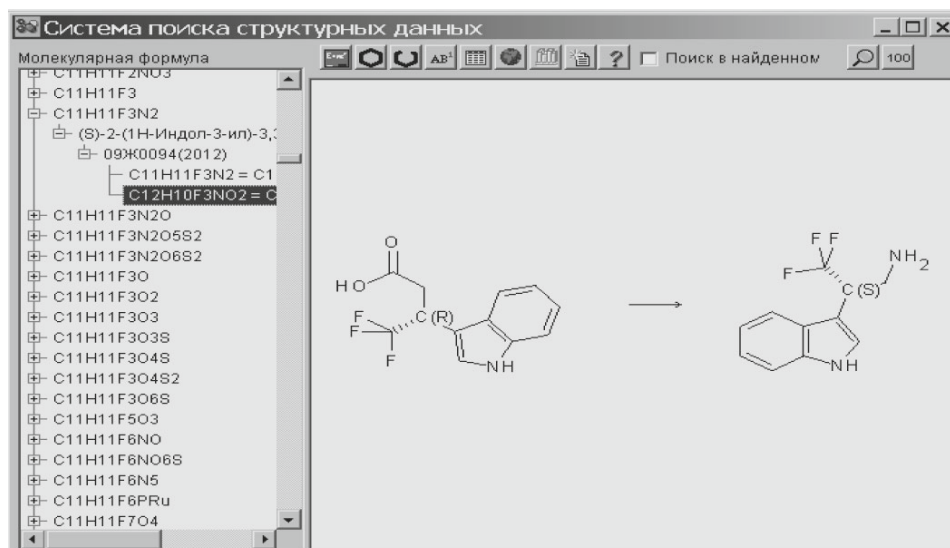 Система поиска структурных данных
Молекулярная формула
AB¹
?
Поиск в найденном
100
C11H11F2NO3
C11H11F3
C11H11F3N2
(S)-2-(1H-Индол-3-ил)-3,3
09Ж0094(2012)
C11H11F3N2 = C1
C12H10F3NO2 = C
C11H11F3N2O
C11H11F3N2O5S2
C11H11F3N2O6S2
C11H11F3O
C11H11F3O2
C11H11F3O3
C11H11F3O3S
C11H11F3O4S
C11H11F3O4S2
C11H11F3O6S
C11H11F5O3
C11H11F6NO
C11H11F6NO6S
C11H11F6N5
C11H11F6PRu
C11H11F7O4
O
HO
C (R)
F
F
F
NH
F F
F
NH2
C (S)
NH